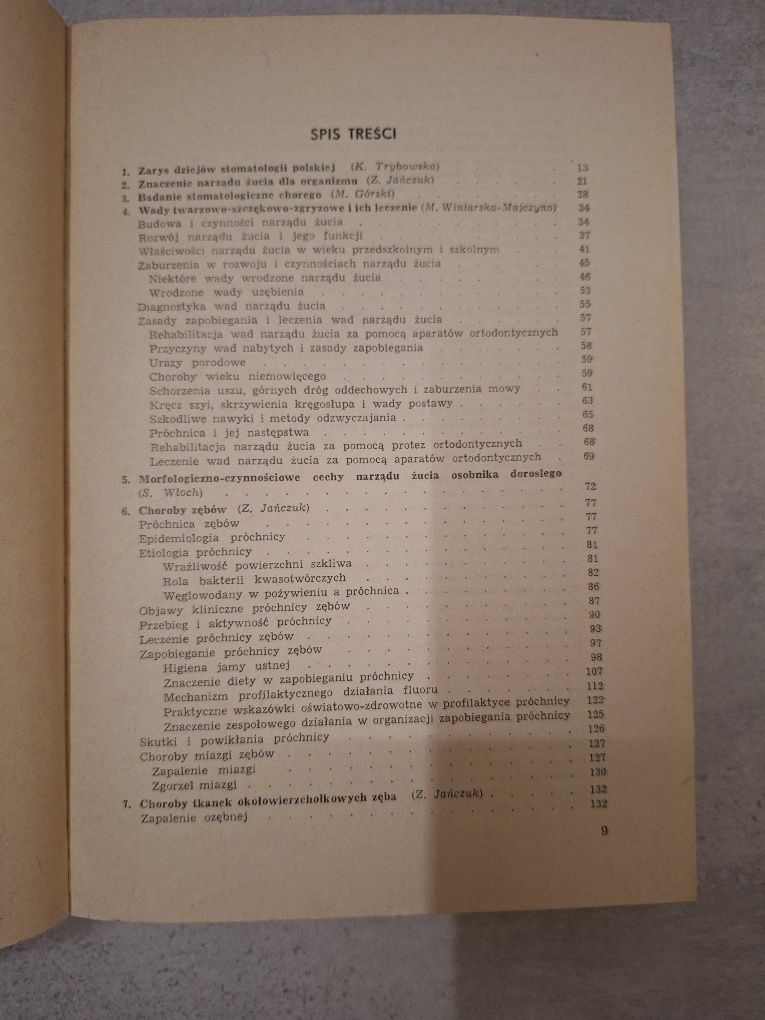 SPIS TREŚCI
1. Zarys dziejów stomatologii polskiej (K. Trybowska) . 13
2. Znaczenie narządu żucia dla organizmu (Z. Jańczuk) . . . . 21
3. Badanie stomatologiczne chorego (M. Górski) . . . . . 28
4. Wady twarzowo-szczękowo-zgryzowe i ich leczenie (M. Winiarska-Majczyno) 34
Budowa i czynności narządu żucia . . . . . . . 34
Rozwój narządu żucia i jego funkcji . . . . . . 37
Właściwości narządu żucia w wieku przedszkolnym i szkolnym . . 41
Zaburzenia w rozwoju i czynnościach narządu żucia . . . . 45
Niektóre wady wrodzone narządu żucia . . . . . 46
Wrodzone wady uzębienia . . . . . . . . 53
Diagnostyka wad narządu żucia . . . . . . . 55
Zasady zapobiegania i leczenia wad narządu żucia . . . . 57
Rehabilitacja wad narządu żucia za pomocą aparatów ortodontycznych 57
Przyczyny wad nabytych i zasady zapobiegania . . . . 58
Urazy porodowe . . . . . . . . . . 59
Choroby wieku niemowlęcego . . . . . . . 59
Schorzenia uszu, górnych dróg oddechowych i zaburzenia mowy . . 61
Kręcz szyi, skrzywienia kręgosłupa i wady postawy . . . . 63
Szkodliwe nawyki i metody odzwyczajania . . . . . 65
Próchnica i jej następstwa . . . . . . . . 68
Rehabilitacja narządu żucia za pomocą protez ortodontycznych . . 68
Leczenie wad narządu żucia za pomocą aparatów ortodontycznych . 69
5. Morfologiczno-czynnościowe cechy narządu żucia osobnika dorosłego
(S. Włoch) . . . . . . . . . . . . 72
6. Choroby zębów (Z. Jańczuk) . . . . . . . . 77
Próchnica zębów . . . . . . . . . . 77
Epidemiologia próchnicy . . . . . . . . . 77
Etiologia próchnicy . . . . . . . . . . 81
Wrażliwość powierzchni szkliwa . . . . . . . 81
Rola bakterii kwasotwórczych . . . . . . . 82
Węglowodany w pożywieniu a próchnica . . . . . 86
Objawy kliniczne próchnicy zębów . . . . . . . 87
Przebieg i aktywność próchnicy . . . . . . . 90
Leczenie próchnicy zębów . . . . . . . . . 93
Zapobieganie próchnicy zębów . . . . . . . . 97
Higiena jamy ustnej . . . . . . . . . 98
Znaczenie diety w zapobieganiu próchnicy . . . . . 107
Mechanizm profilaktycznego działania fluoru . . . . . 112
Praktyczne wskazówki oświatowo-zdrowotne w profilaktyce próchnicy 122
Znaczenie zespołowego działania w organizacji zapobiegania próchnicy 125
Skutki i powikłania próchnicy . . . . . . . . 126
Choroby miazgi zębów . . . . . . . . . . 127
Zapalenie miazgi . . . . . . . . . . 127
Zgorzel miazgi . . . . . . . . . . . 130
7. Choroby tkanek okołowierzchołkowych zęba (Z. Jańczuk) . . . . 132
Zapalenie ozębnej . . . . . . . . . . 132
9